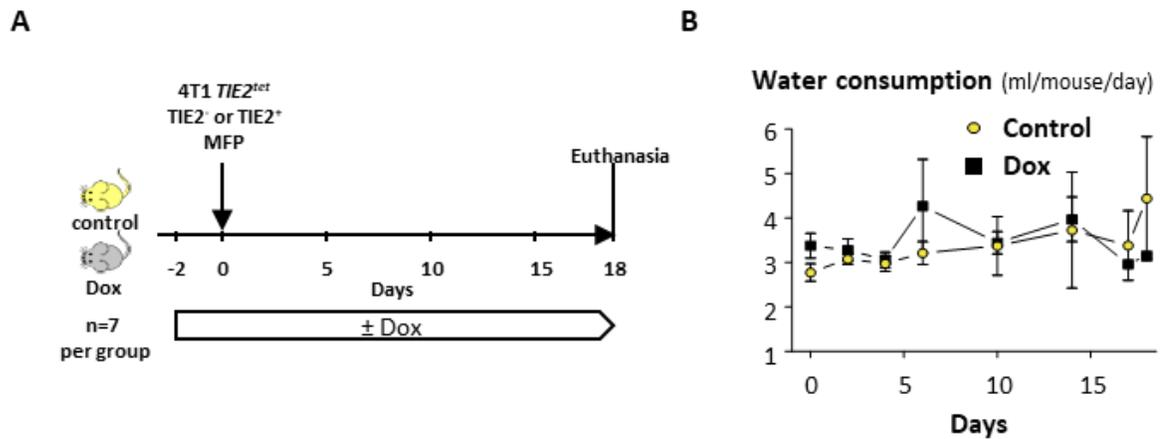 A
4T1 TIE2tet
TIE2- or TIE2+
MFP
Euthanasia
control
Dox
-2 0 5 10 15 18
Days
n=7
per group
± Dox
B
Water consumption (ml/mouse/day)
Control
Dox
6
5
4
3
2
1
0 5 10 15
Days